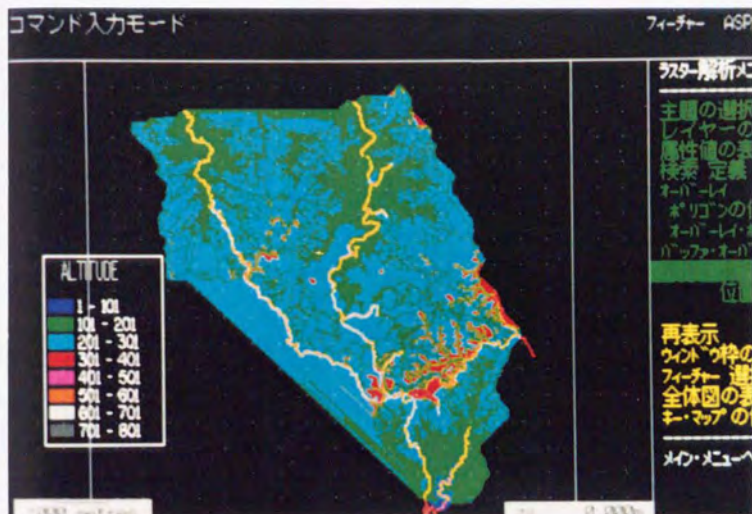 コマンド入力モード
フィーチャー ASP
ラスター解析メニ
主題の選択
レイヤーの
属性値の表
検索 定義
オーバーレイ
ポリゴンの
オーバーレイ・
バッファ・オーバ
位
再表示
ウィンドウ枠の
フィーチャー 選
全体図の表
キー・マップの
メイン・メニューへ
ALTITUDE
1 - 101
101 - 201
201 - 301
301 - 401
401 - 501
501 - 601
601 - 701
701 - 801